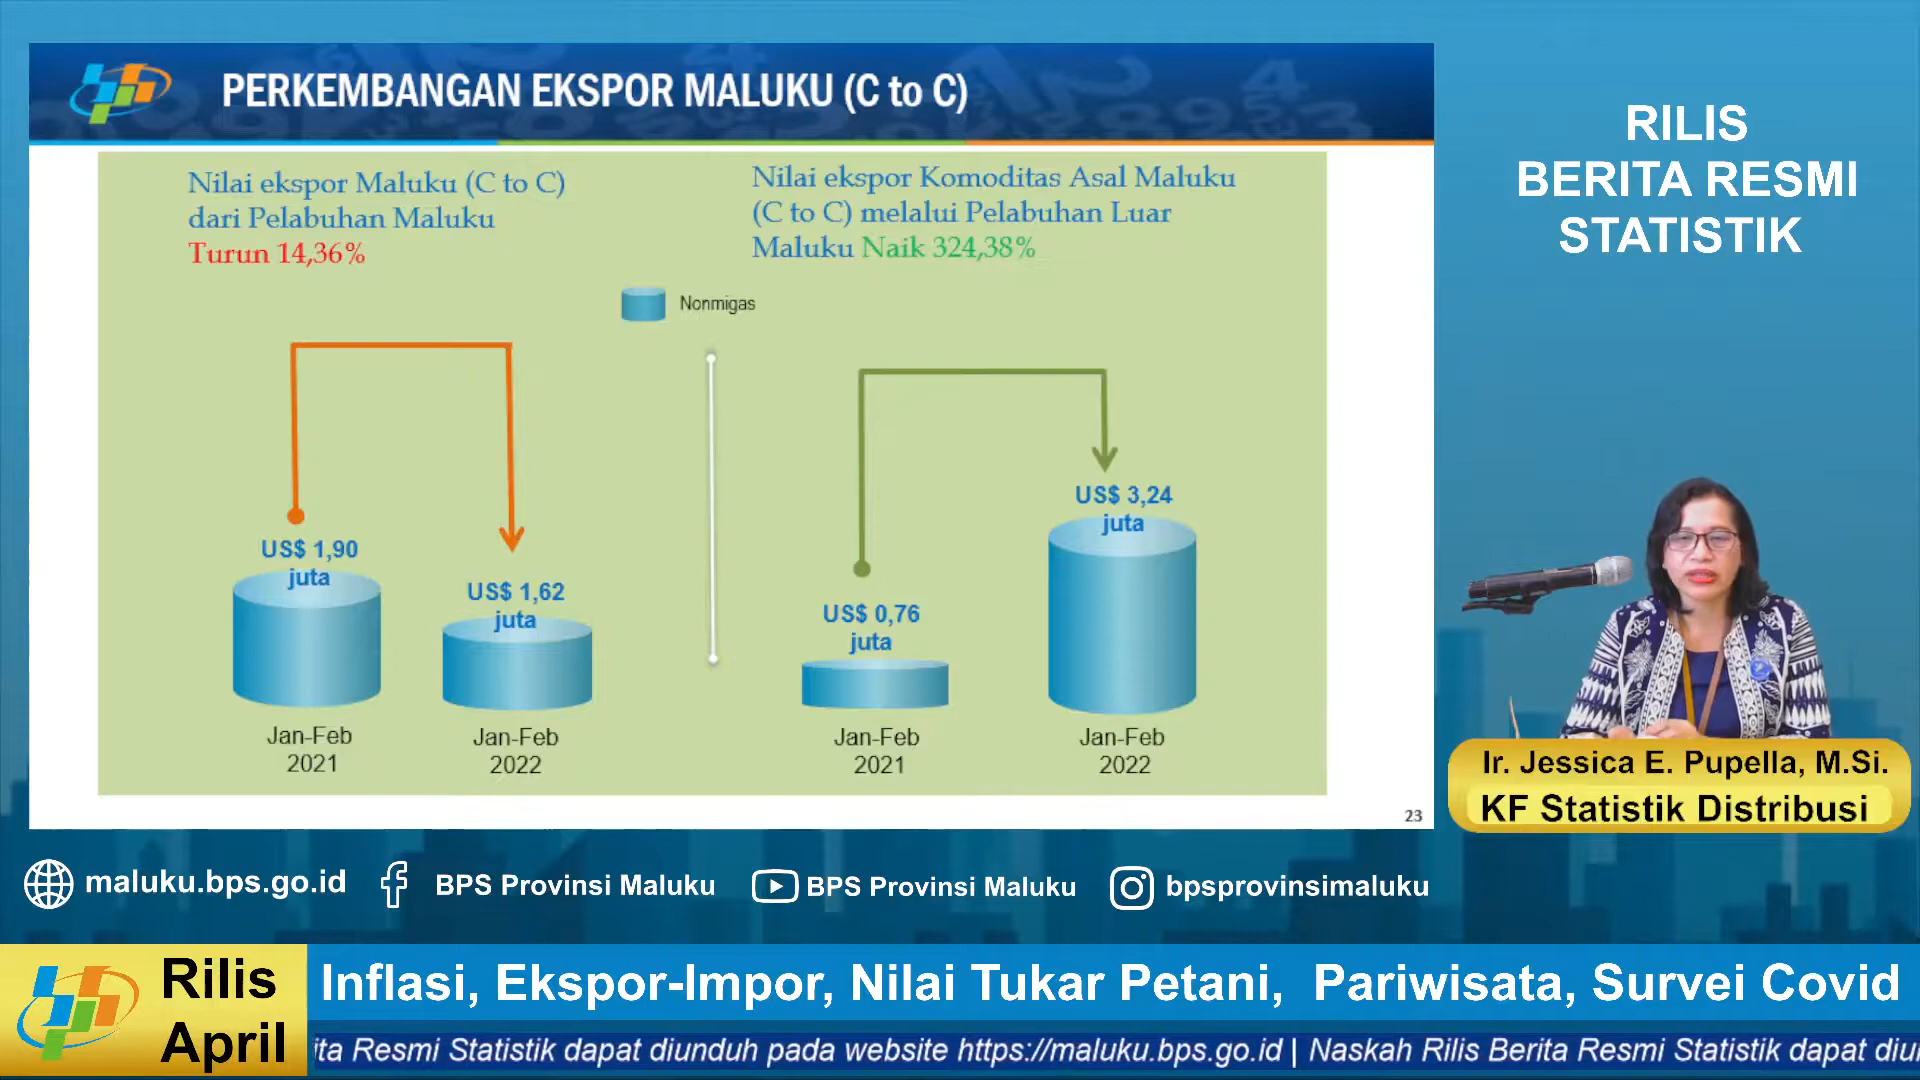 PERKEMBANGAN EKSPOR MALUKU (C to C)
Nilai ekspor Maluku (C to C)
dari Pelabuhan Maluku
Turun 14,36%
Nilai ekspor Komoditas Asal Maluku
(C to C) melalui Pelabuhan Luar
Maluku Naik 324,38%
Nonmigas
US$ 1,90
juta
US$ 1,62
juta
US$ 0,76
juta
US$ 3,24
juta
Jan-Feb
2021
Jan-Feb
2022
Jan-Feb
2021
Jan-Feb
2022
23
RILIS
BERITA RESMI
STATISTIK
Ir. Jessica E. Pupella, M.Si.
KF Statistik Distribusi
maluku.bps.go.id
BPS Provinsi Maluku
BPS Provinsi Maluku
bpsprovinsimaluku
Rilis
April
Inflasi, Ekspor-Impor, Nilai Tukar Petani, Pariwisata, Survei Covid
ita Resmi Statistik dapat diunduh pada website https://maluku.bps.go.id | Naskah Rilis Berita Resmi Statistik dapat diu